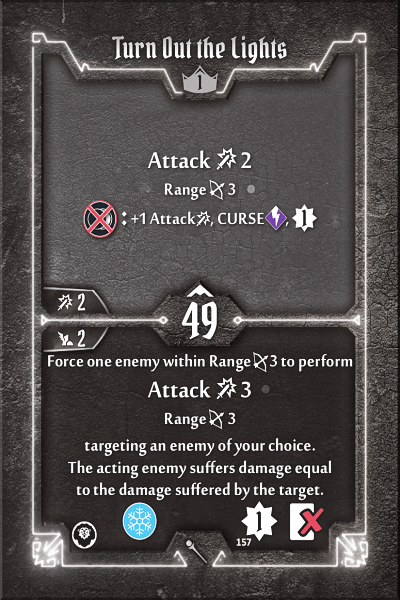 Turn Out the Lights
1
Attack 2
Range 3
: +1 Attack, CURSE, 1
2
49
2
Force one enemy within Range 3 to perform
Attack 3
Range 3
targeting an enemy of your choice.
The acting enemy suffers damage equal
to the damage suffered by the target.
1
157